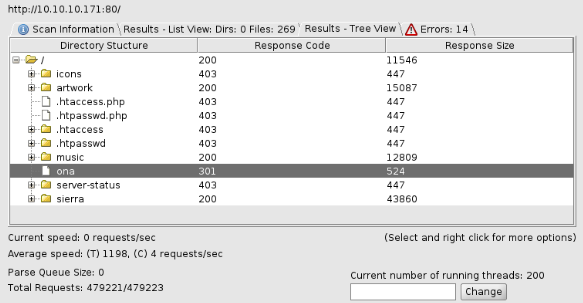 http://10.10.10.171:80/
Scan Information Results - List View: Dirs: 0 Files: 269 Results - Tree View Errors: 14
Directory Stucture Response Code Response Size
/ 200 11546
icons 403 447
artwork 200 15087
.htaccess.php 403 447
.htpasswd.php 403 447
.htaccess 403 447
.htpasswd 403 447
music 200 12809
ona 301 524
server-status 403 447
sierra 200 43860
Current speed: 0 requests/sec (Select and right click for more options)
Average speed: (T) 1198, (C) 4 requests/sec
Parse Queue Size: 0 Current number of running threads: 200
Total Requests: 479221/479223 Change